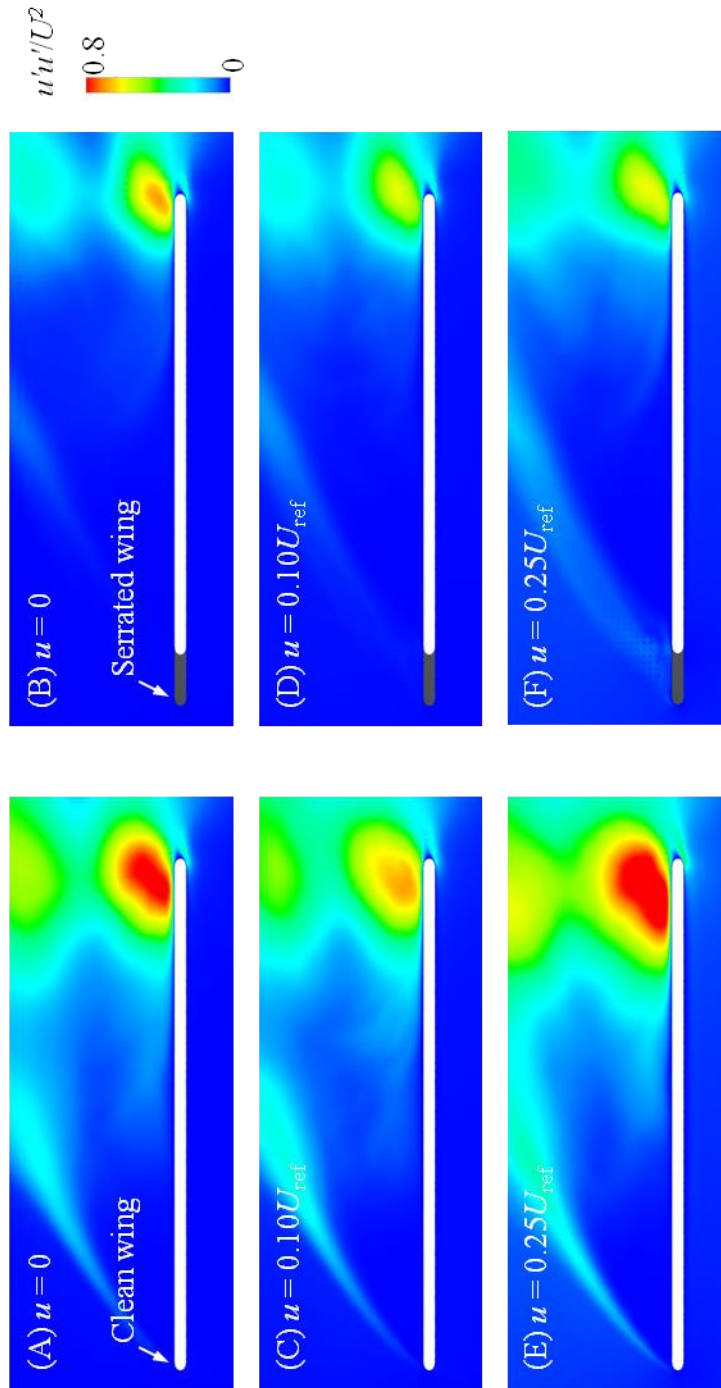 (A) u = 0
Clean wing
(B) u = 0
Serrated wing
u'u'/U²
0.8
0
(C) u = 0.10U_ref
(D) u = 0.10U_ref
(E) u = 0.25U_ref
(F) u = 0.25U_ref